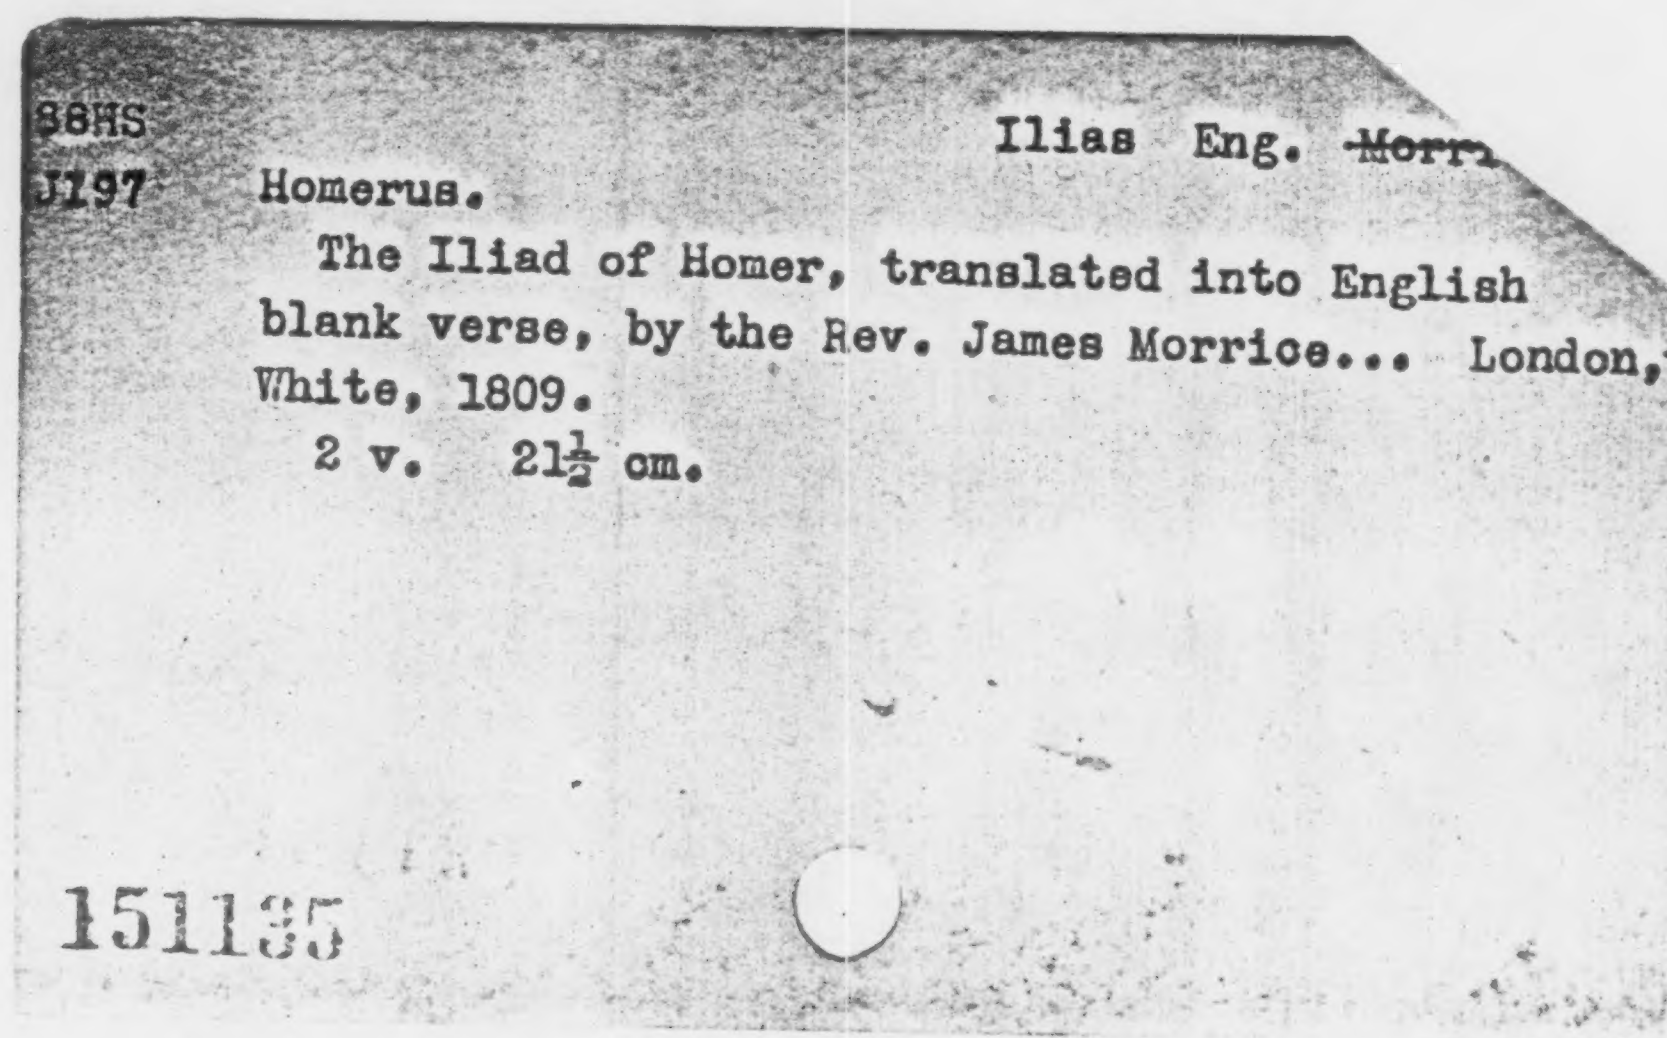 88HS
Ilias Eng. Morri
J197 Homerus.
The Iliad of Homer, translated into English
blank verse, by the Rev. James Morrice... London,
White, 1809.
2 v. 21½ cm.
151135